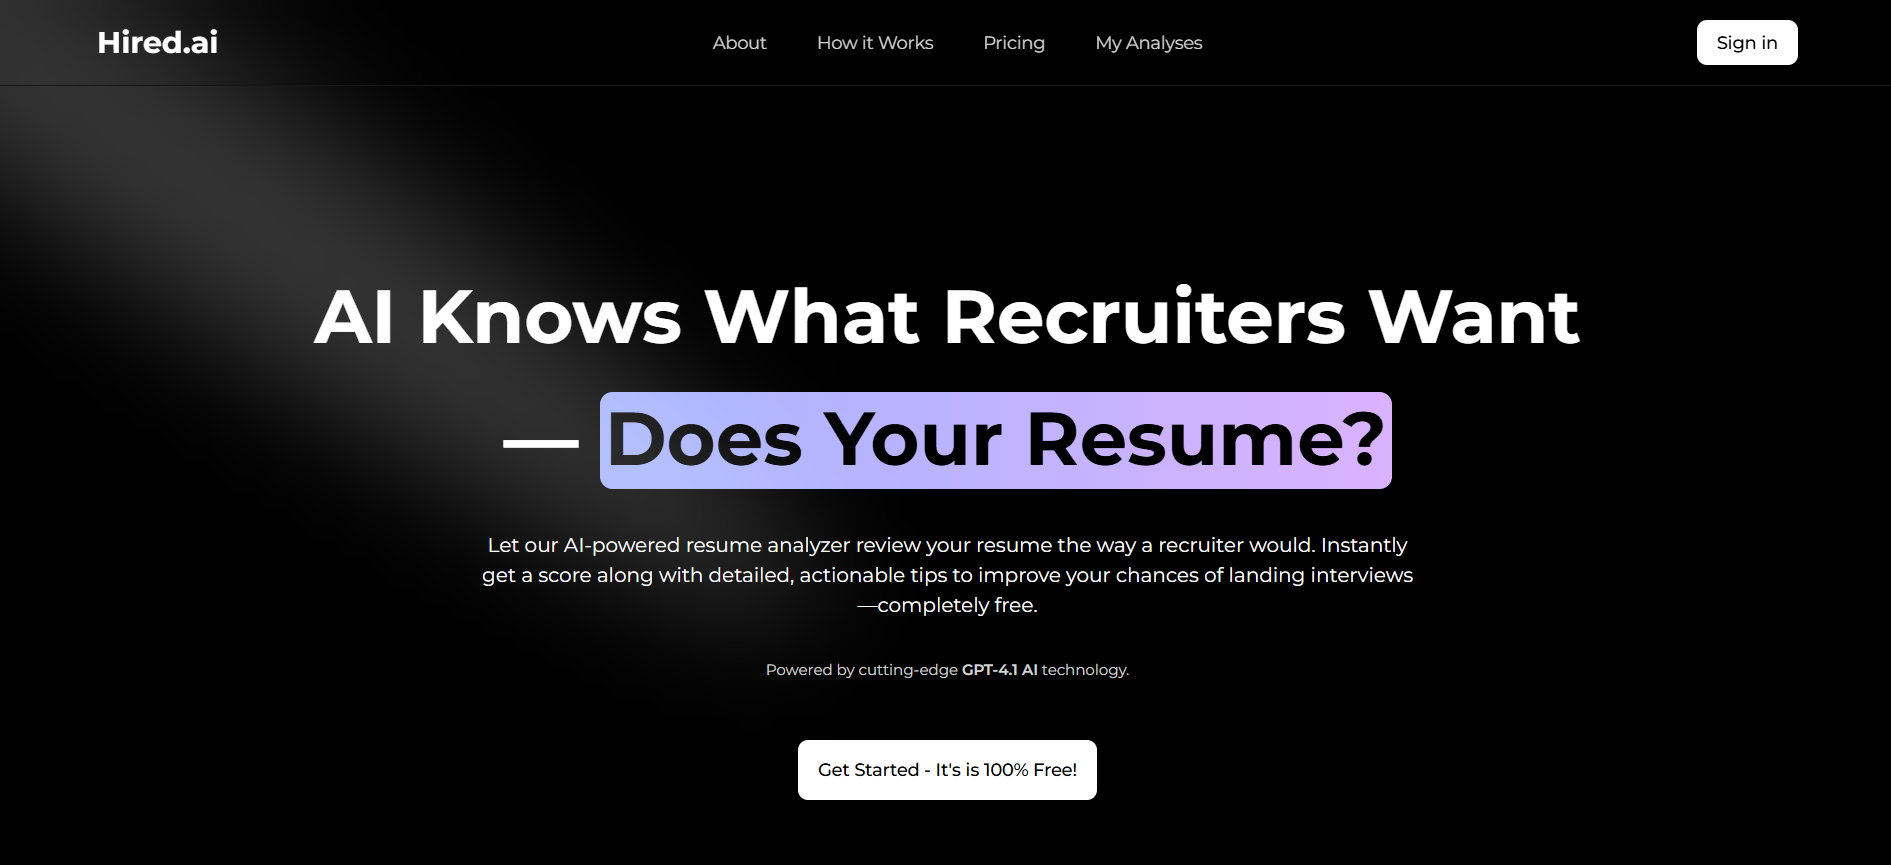 Hired.ai
About
How it Works
Pricing
My Analyses
Sign in
AI Knows What Recruiters Want
— Does Your Resume?
Let our AI-powered resume analyzer review your resume the way a recruiter would. Instantly
get a score along with detailed, actionable tips to improve your chances of landing interviews
—completely free.
Powered by cutting-edge GPT-4.1 AI technology.
Get Started - It's is 100% Free!